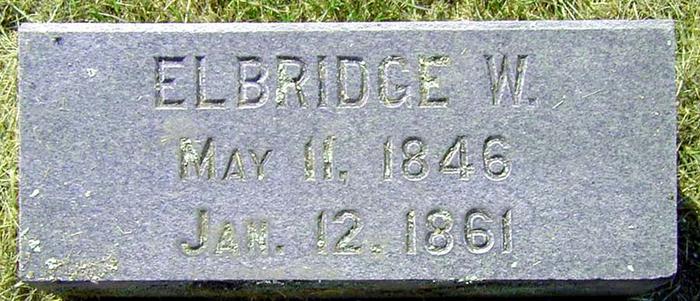 ELBRIDGE W.
MAY 11, 1846
JAN. 12. 1861